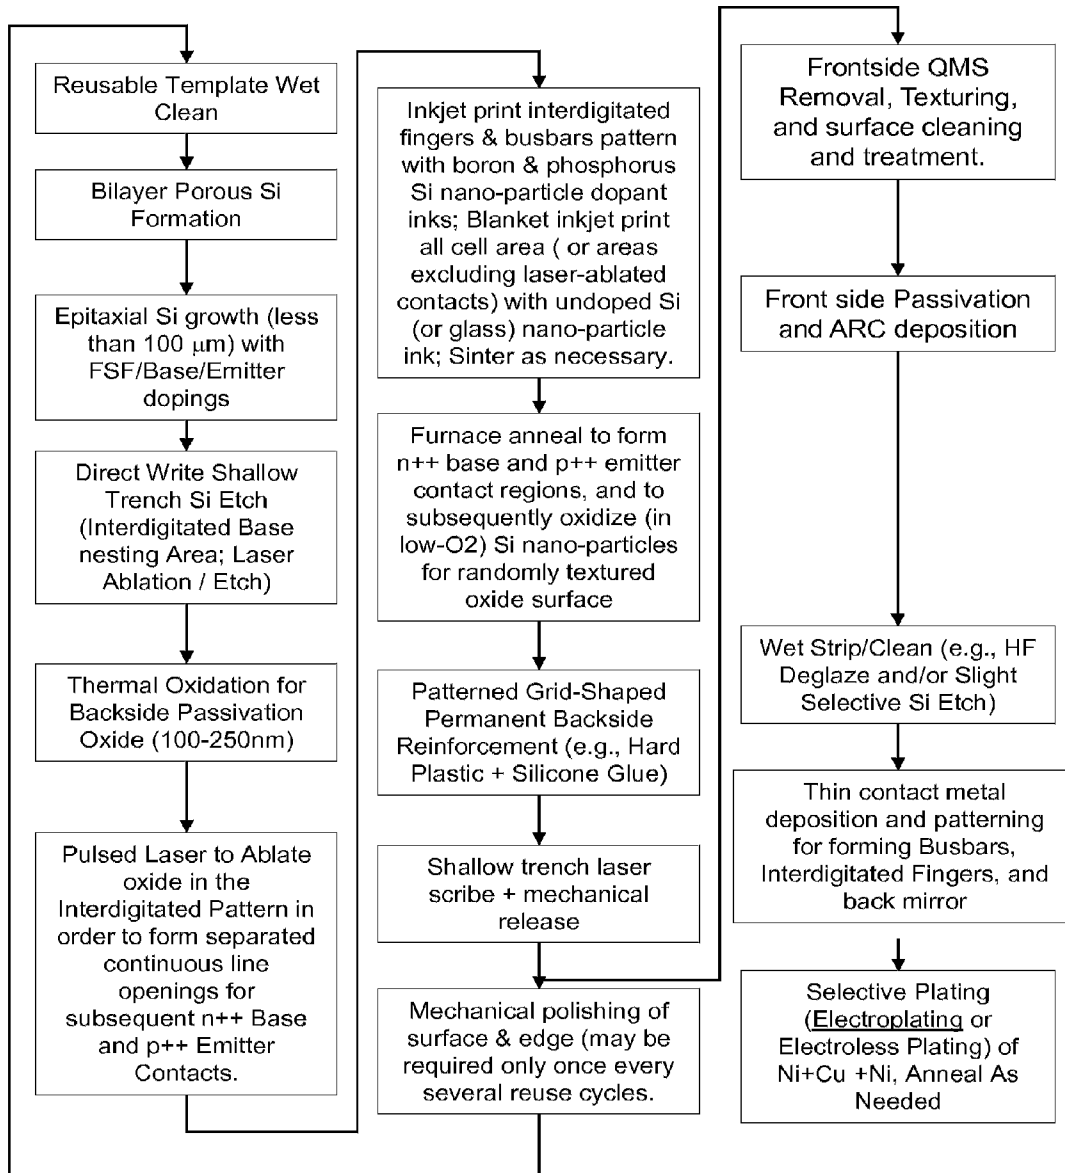 Reusable Template Wet
Clean
Bilayer Porous Si
Formation
Epitaxial Si growth (less
than 100 μm) with
FSF/Base/Emitter
dopings
Direct Write Shallow
Trench Si Etch
(Interdigitated Base
nesting Area; Laser
Ablation / Etch)
Thermal Oxidation for
Backside Passivation
Oxide (100-250nm)
Pulsed Laser to Ablate
oxide in the
Interdigitated Pattern in
order to form separated
continuous line
openings for
subsequent n++ Base
and p++ Emitter
Contacts.
Inkjet print interdigitated
fingers & busbars pattern
with boron & phosphorus
Si nano-particle dopant
inks; Blanket inkjet print
all cell area ( or areas
excluding laser-ablated
contacts) with undoped Si
(or glass) nano-particle
ink; Sinter as necessary.
Furnace anneal to form
n++ base and p++ emitter
contact regions, and to
subsequently oxidize (in
low-O2) Si nano-particles
for randomly textured
oxide surface
Patterned Grid-Shaped
Permanent Backside
Reinforcement (e.g., Hard
Plastic + Silicone Glue)
Shallow trench laser
scribe + mechanical
release
Mechanical polishing of
surface & edge (may be
required only once every
several reuse cycles.
Frontside QMS
Removal, Texturing,
and surface cleaning
and treatment.
Front side Passivation
and ARC deposition
Wet Strip/Clean (e.g., HF
Deglaze and/or Slight
Selective Si Etch)
Thin contact metal
deposition and patterning
for forming Busbars,
Interdigitated Fingers, and
back mirror
Selective Plating
(Electroplating or
Electroless Plating) of
Ni+Cu +Ni, Anneal As
Needed